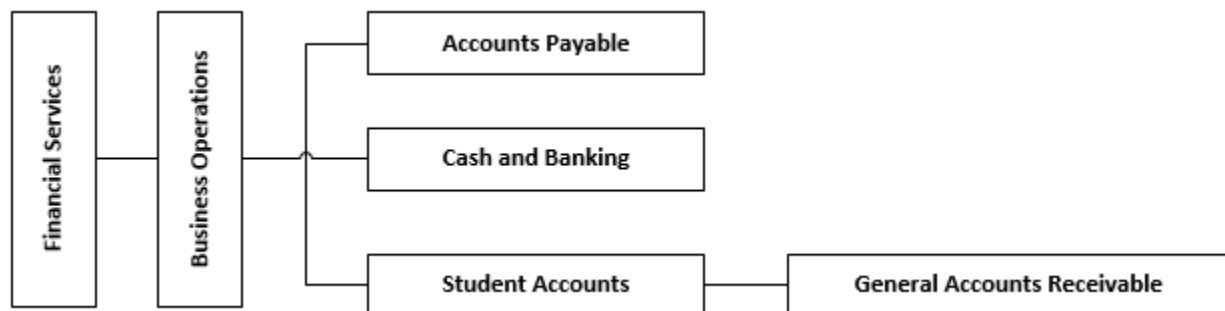 Financial Services
Business Operations
Accounts Payable
Cash and Banking
Student Accounts
General Accounts Receivable